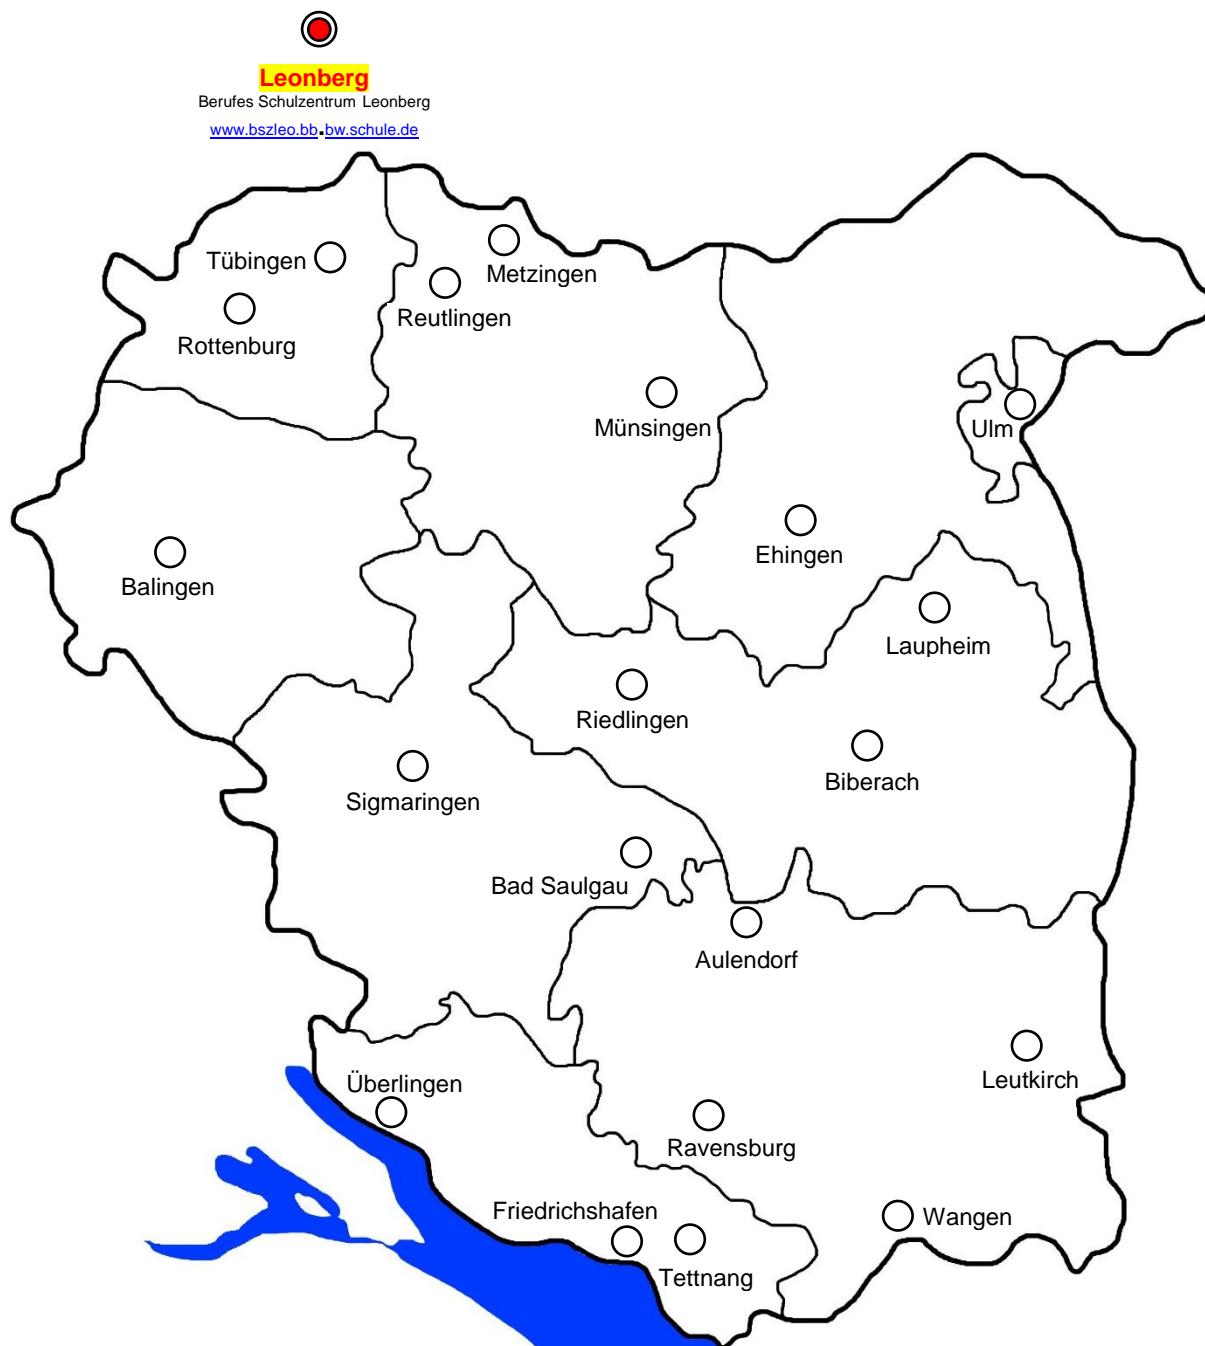 Leonberg
Berufes Schulzentrum Leonberg
www.bszleo.bb.bw.schule.de
Tübingen
Metzingen
Reutlingen
Rottenburg
Münsingen
Ulm
Ehingen
Balingen
Laupheim
Riedlingen
Biberach
Sigmaringen
Bad Saulgau
Aulendorf
Leutkirch
Überlingen
Ravensburg
Friedrichshafen
Wangen
Tettnang